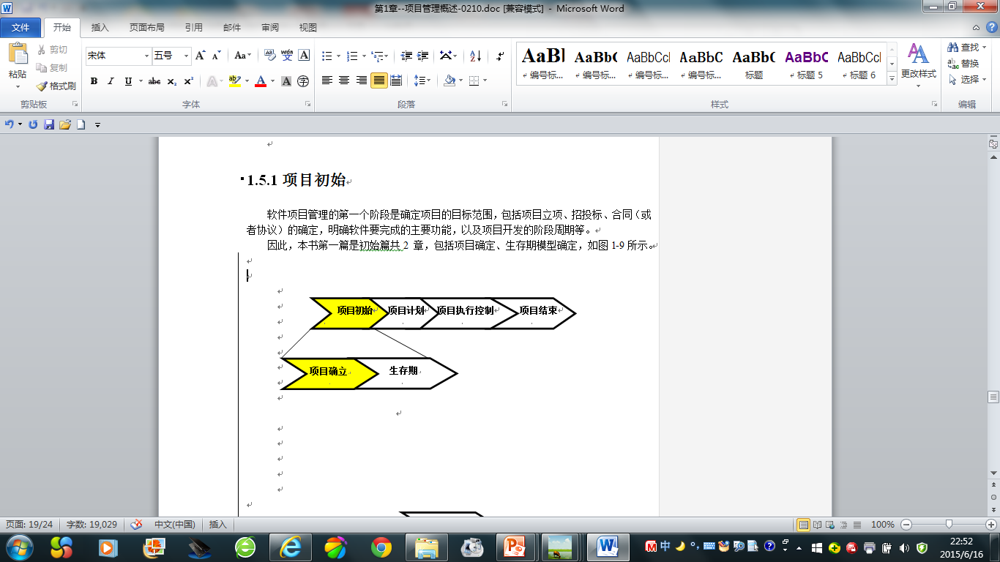 第1章--项目管理概述-0210.doc [兼容模式] - Microsoft Word
文件 开始 插入 页面布局 引用 邮件 审阅 视图
粘贴 剪切 复制 格式刷
宋体 五号
AaBl AaBbC AaBbCcI AaBbC AaBbC AaBbC AaBbCcI
编号标... 编号标... 编号标... 编号标... 标题 标题 5 标题 6
更改样式
查找
替换
选择
剪贴板 字体 段落 样式 编辑
1.5.1 项目初始
软件项目管理的第一个阶段是确定项目的目标范围，包括项目立项、招投标、合同（或
者协议）的确定，明确软件要完成的主要功能，以及项目开发的阶段周期等。
因此，本书第一篇是初始篇共 2 章，包括项目确定、生存期模型确定，如图 1-9 所示。
项目初始 项目计划 项目执行控制 项目结束
项目确立 生存期
页面: 19/24 字数: 19,029 中文(中国) 插入 100%
中
22:52
2015/6/16